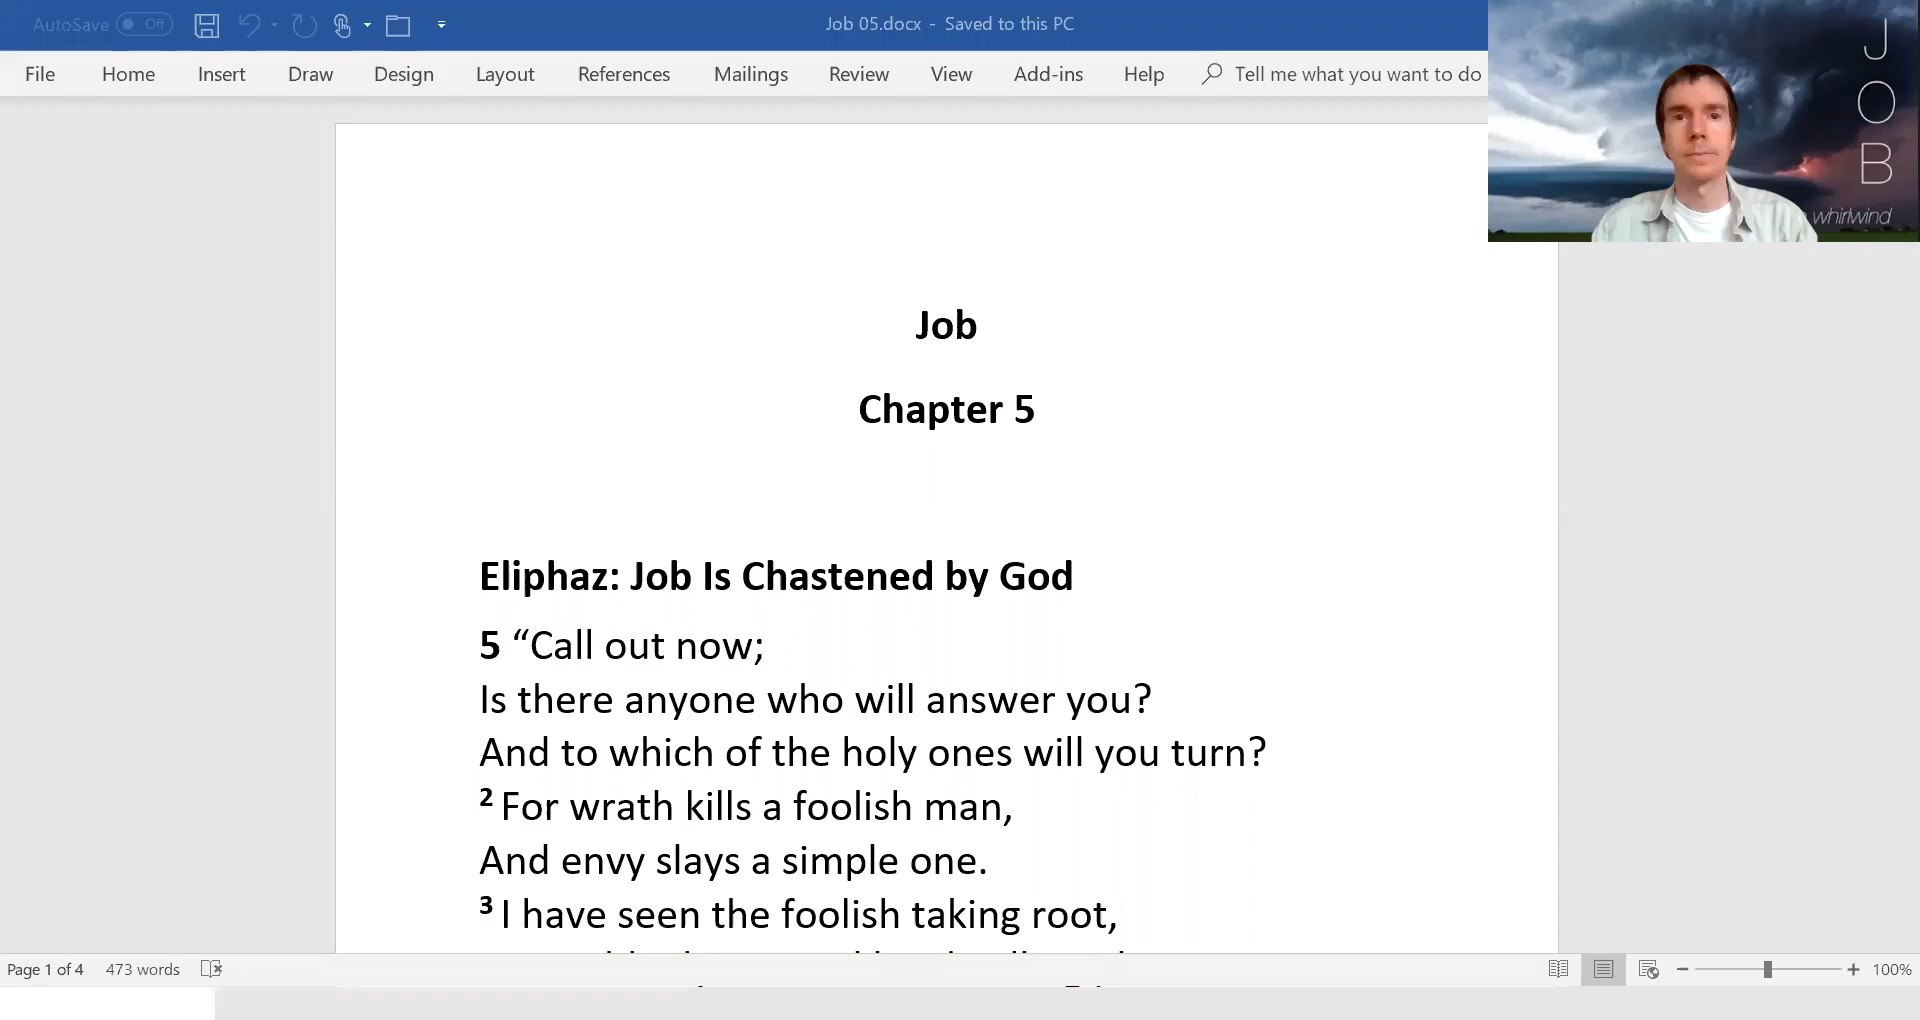 AutoSave Off
Job 05.docx - Saved to this PC
File Home Insert Draw Design Layout References Mailings Review View Add-ins Help Tell me what you want to do
J
O
B
whirlwind
Job
Chapter 5
Eliphaz: Job Is Chastened by God
5 “Call out now;
Is there anyone who will answer you?
And to which of the holy ones will you turn?
2 For wrath kills a foolish man,
And envy slays a simple one.
3 I have seen the foolish taking root,
Page 1 of 4 473 words
100%